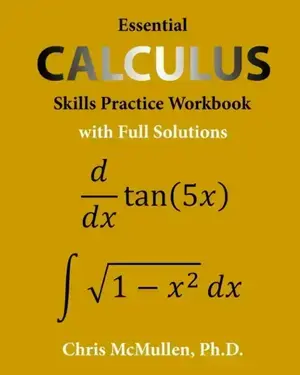 Essential
CALCULUS
Skills Practice Workbook
with Full Solutions
d/dx tan(5x)
∫ √(1 − x²) dx
Chris McMullen, Ph.D.